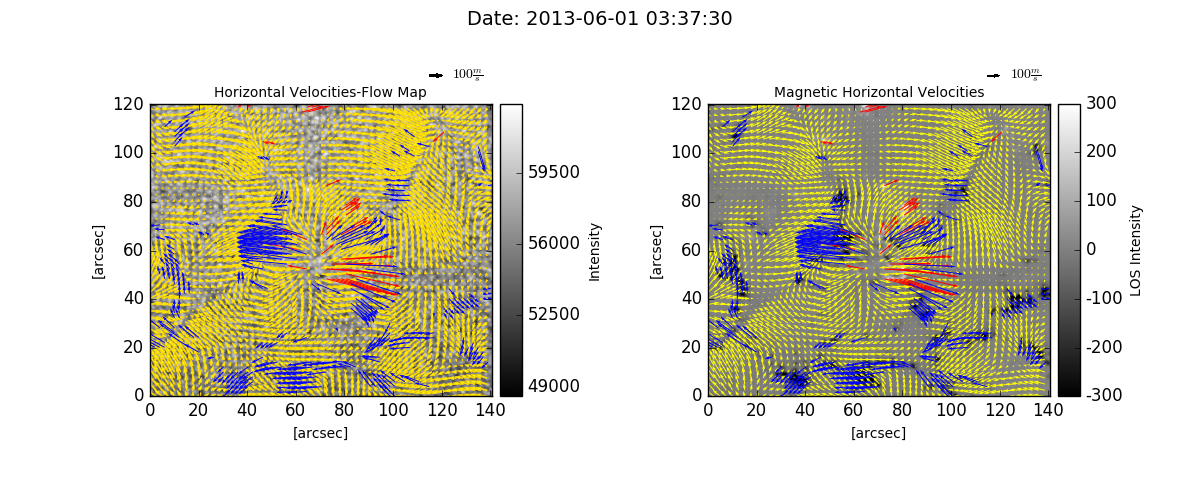 Date: 2013-06-01 03:37:30
100 m/s
Horizontal Velocities-Flow Map
120
100
80
60
40
20
0
0 20 40 60 80 100 120 140
[arcsec]
[arcsec]
59500
56000
52500
49000
Intensity
100 m/s
Magnetic Horizontal Velocities
120
100
80
60
40
20
0
0 20 40 60 80 100 120 140
[arcsec]
[arcsec]
300
200
100
0
-100
-200
-300
LOS Intensity